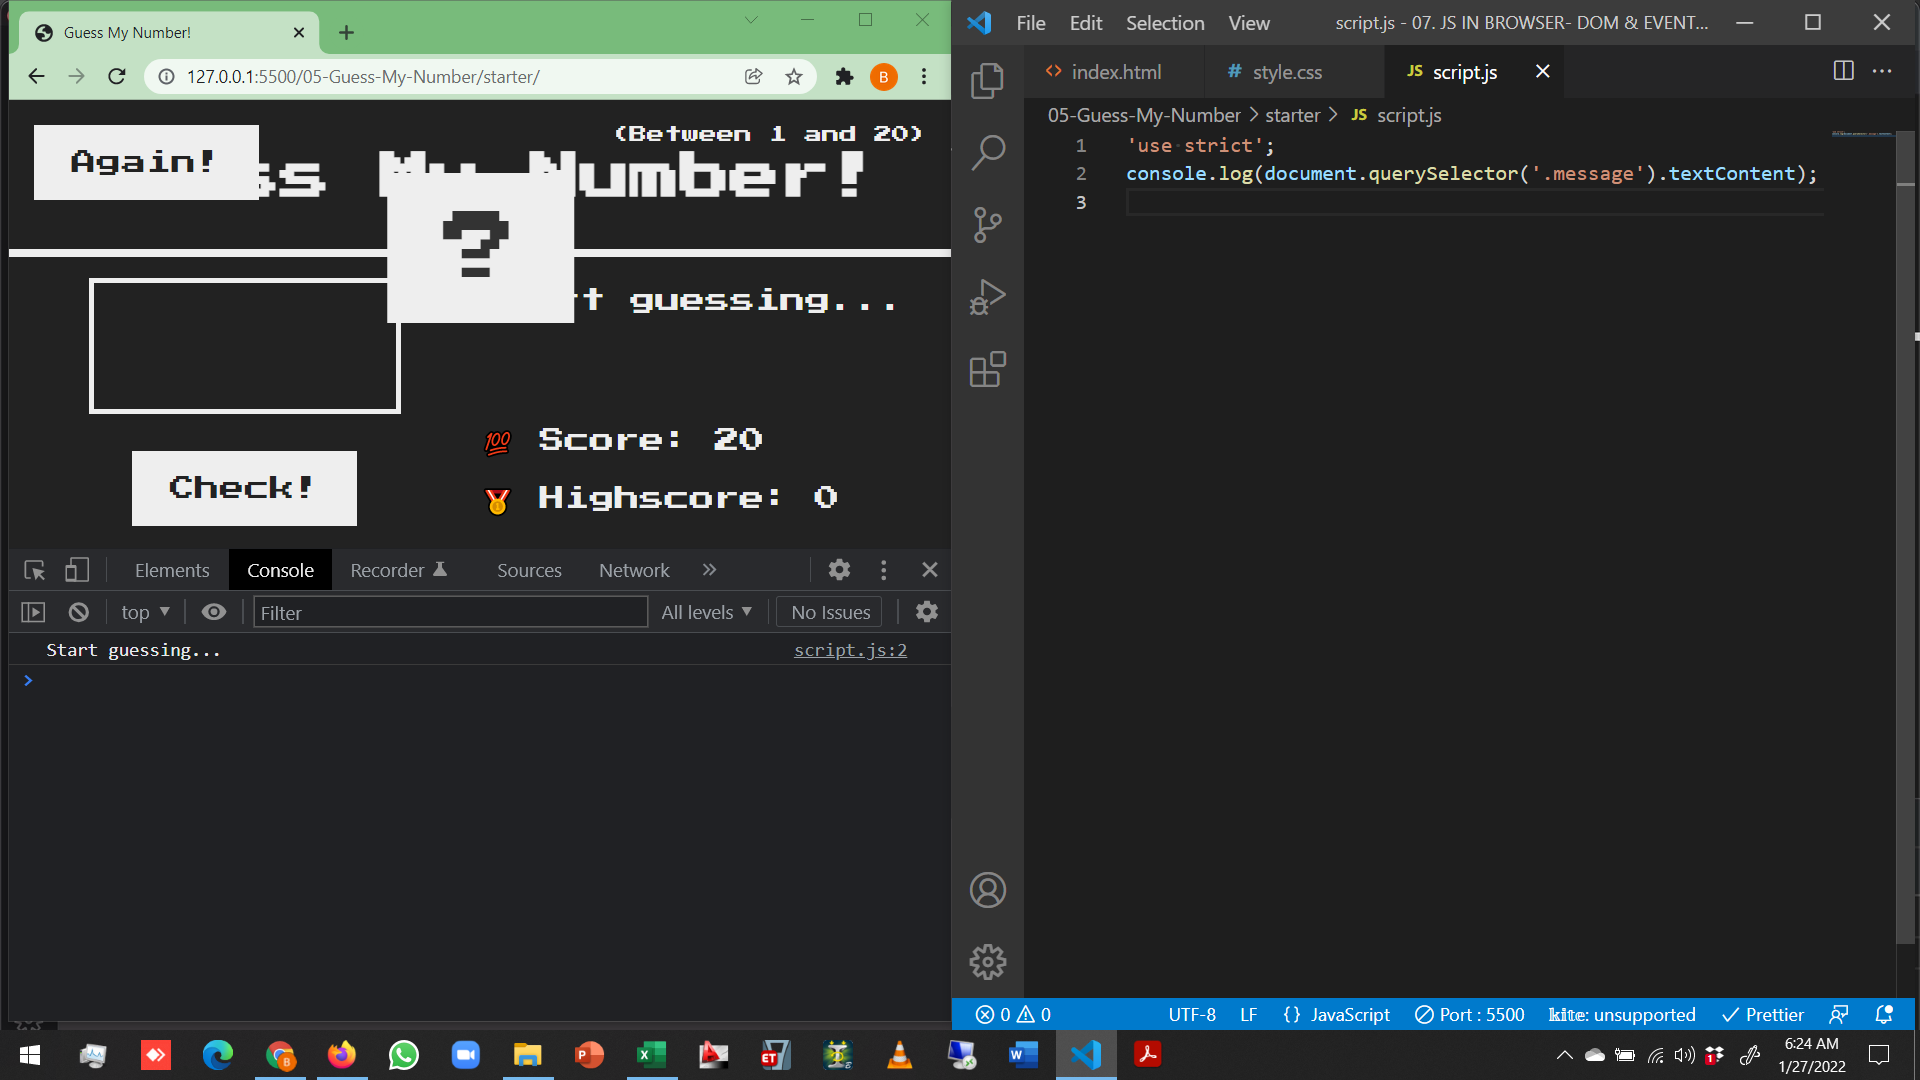 Guess My Number!
127.0.0.1:5500/05-Guess-My-Number/starter/
B
(Between 1 and 20)
Again!
ss My Number!
?
t guessing...
💯 Score: 20
Check!
🥇 Highscore: 0
Elements Console Recorder Sources Network
top Filter All levels No Issues
Start guessing... script.js:2
File Edit Selection View script.js - 07. JS IN BROWSER- DOM & EVENT...
index.html # style.css JS script.js
05-Guess-My-Number > starter > JS script.js
1 'use strict';
2 console.log(document.querySelector('.message').textContent);
3
0 0 UTF-8 LF {} JavaScript Port : 5500 kite: unsupported Prettier
6:24 AM
1/27/2022